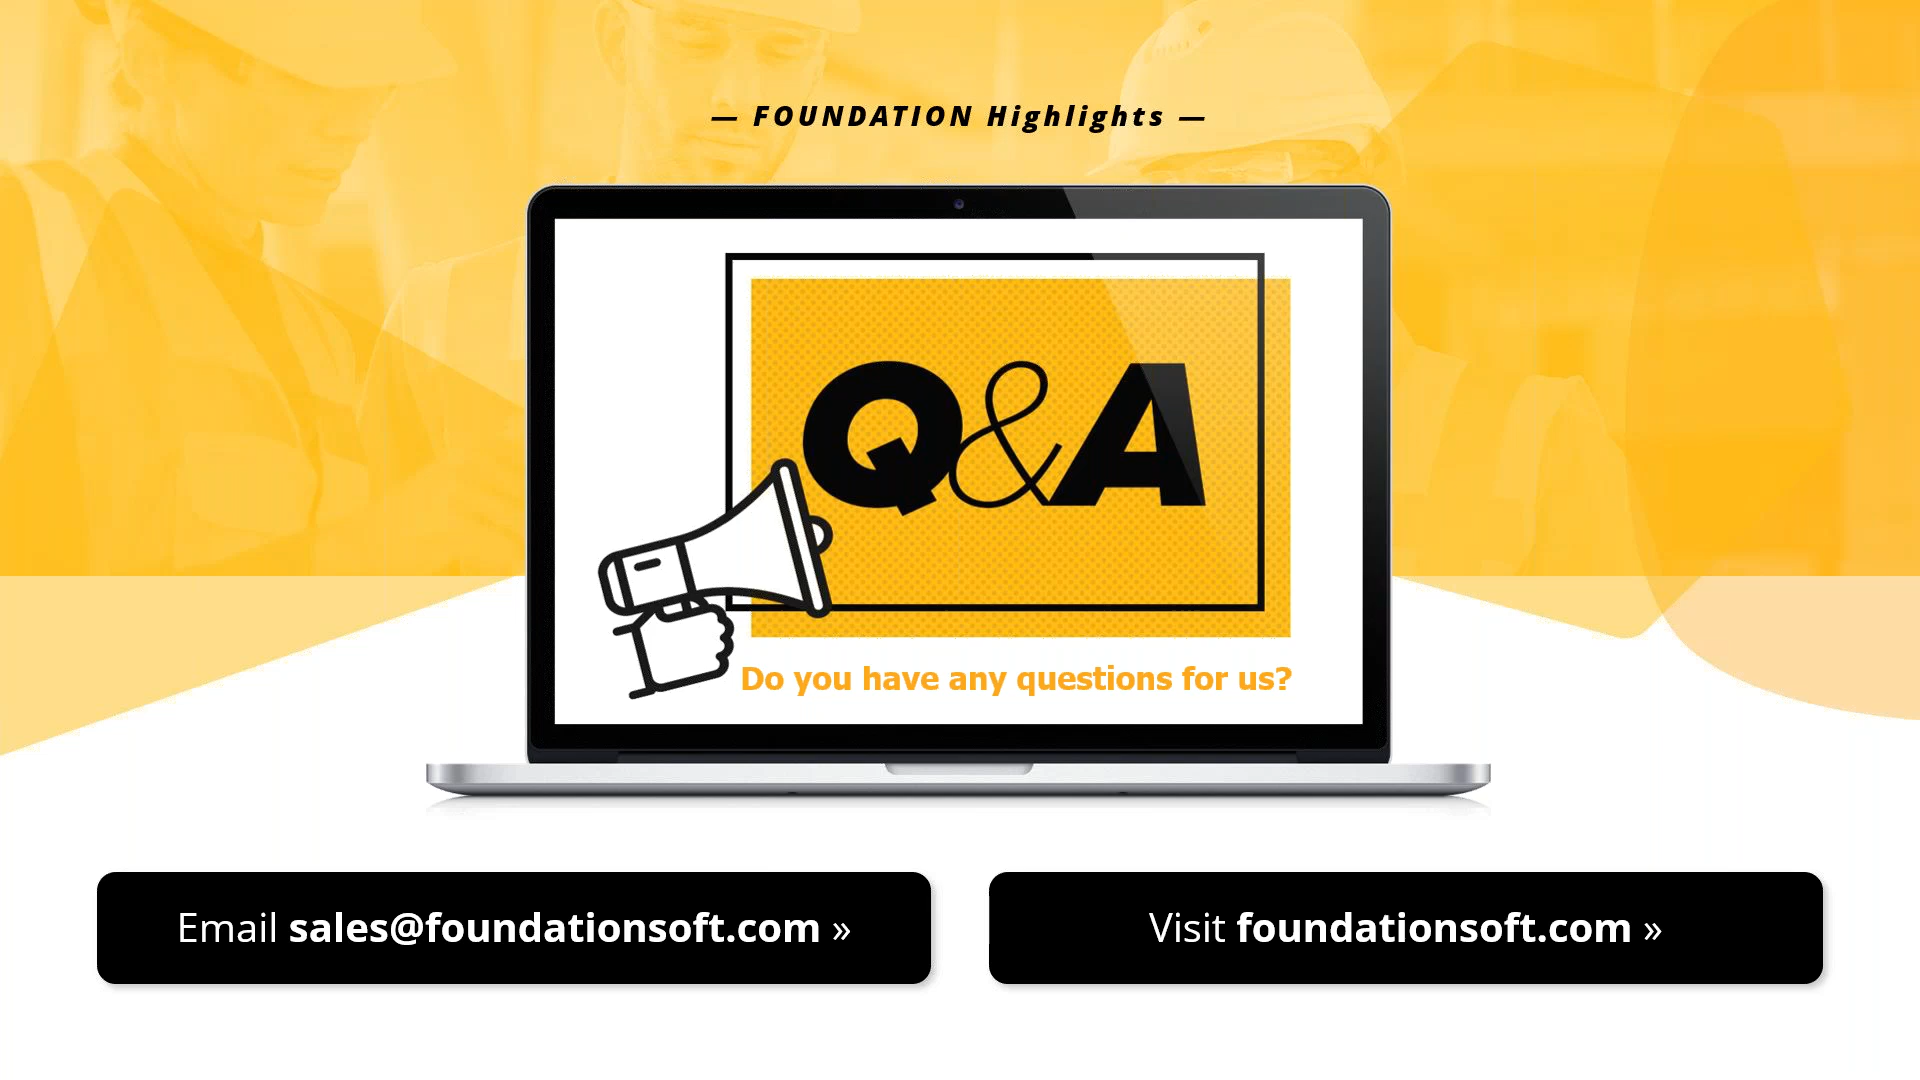 — FOUNDATION Highlights —
Q&A
Do you have any questions for us?
Email sales@foundationsoft.com »
Visit foundationsoft.com »